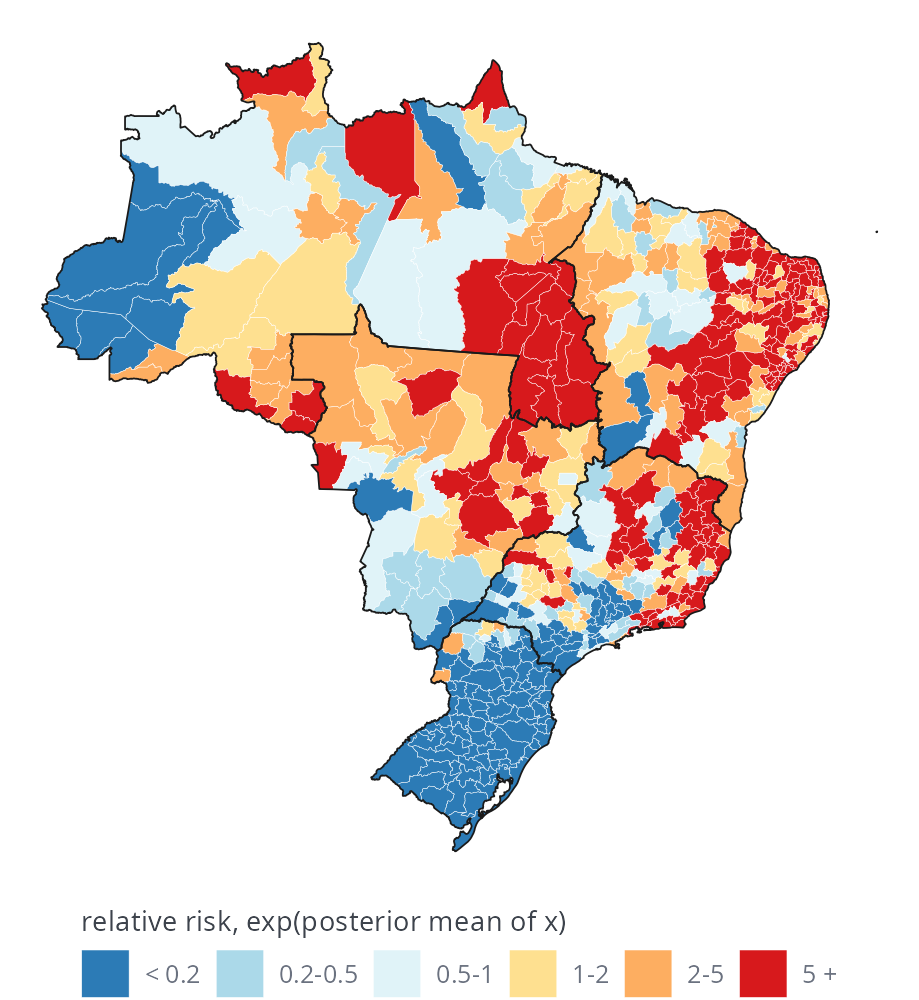 relative risk, exp(posterior mean of x)
< 0.2 0.2-0.5 0.5-1 1-2 2-5 5 +